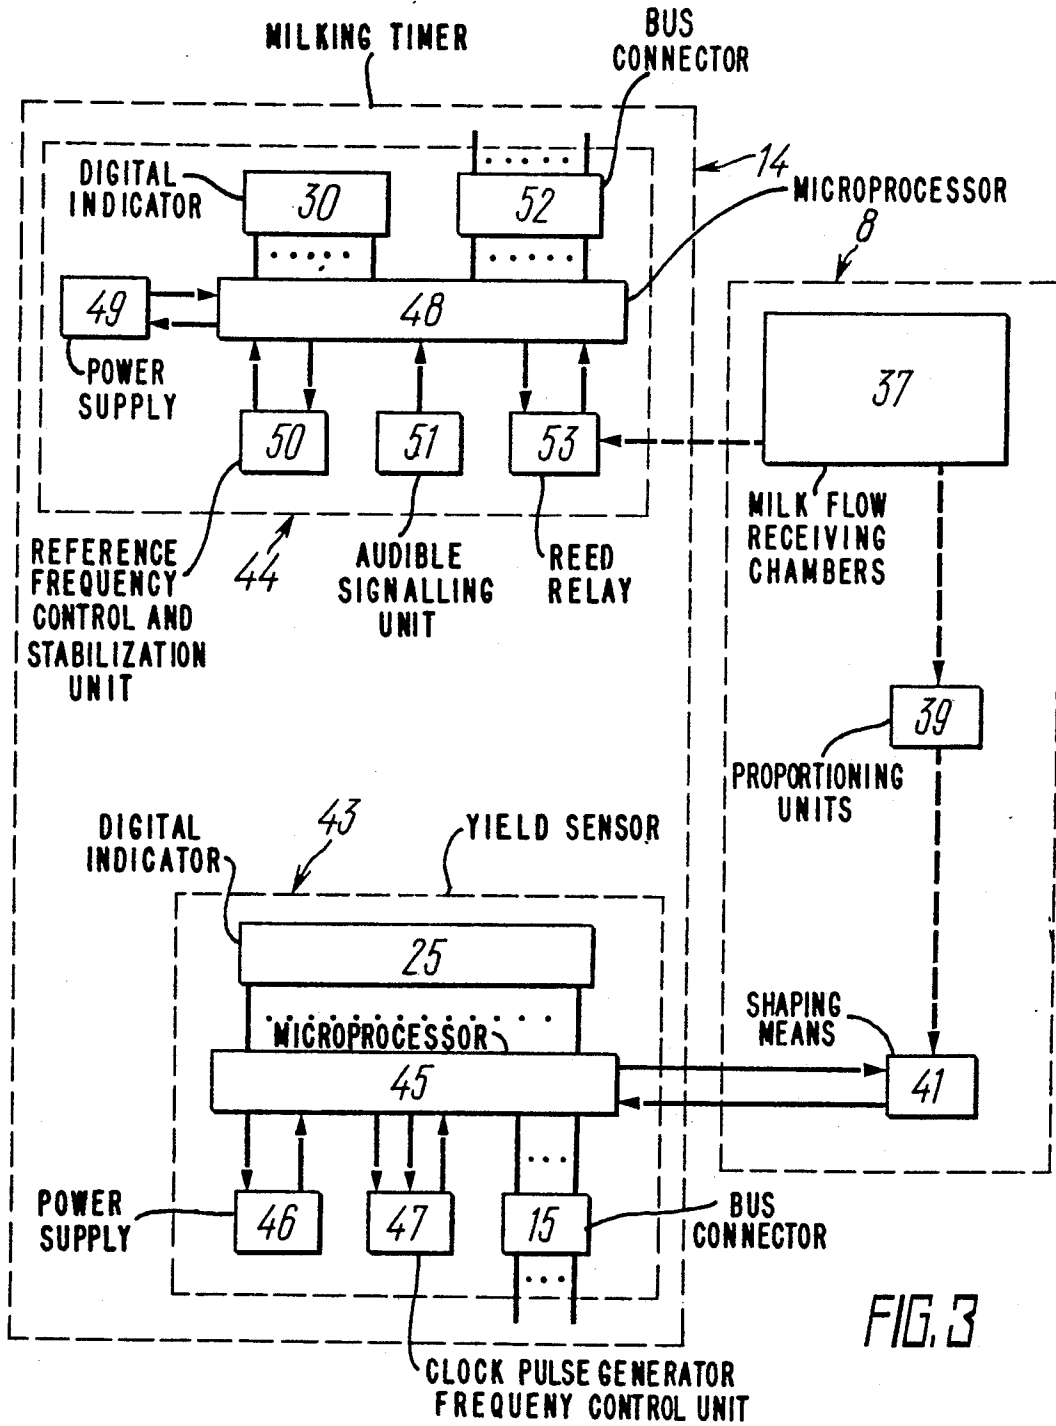 MILKING TIMER
BUS
CONNECTOR
14
DIGITAL
INDICATOR
30
52
MICROPROCESSOR
8
49
48
POWER
SUPPLY
37
50
51
53
MILK FLOW
RECEIVING
CHAMBERS
REFERENCE
FREQUENCY
CONTROL AND
STABILIZATION
UNIT
44
AUDIBLE
SIGNALLING
UNIT
REED
RELAY
39
PROPORTIONING
UNITS
DIGITAL
INDICATOR
43
YIELD SENSOR
25
MICROPROCESSOR
SHAPING
MEANS
45
41
POWER
SUPPLY
46
47
15
BUS
CONNECTOR
FIG. 3
CLOCK PULSE GENERATOR
FREQUENY CONTROL UNIT